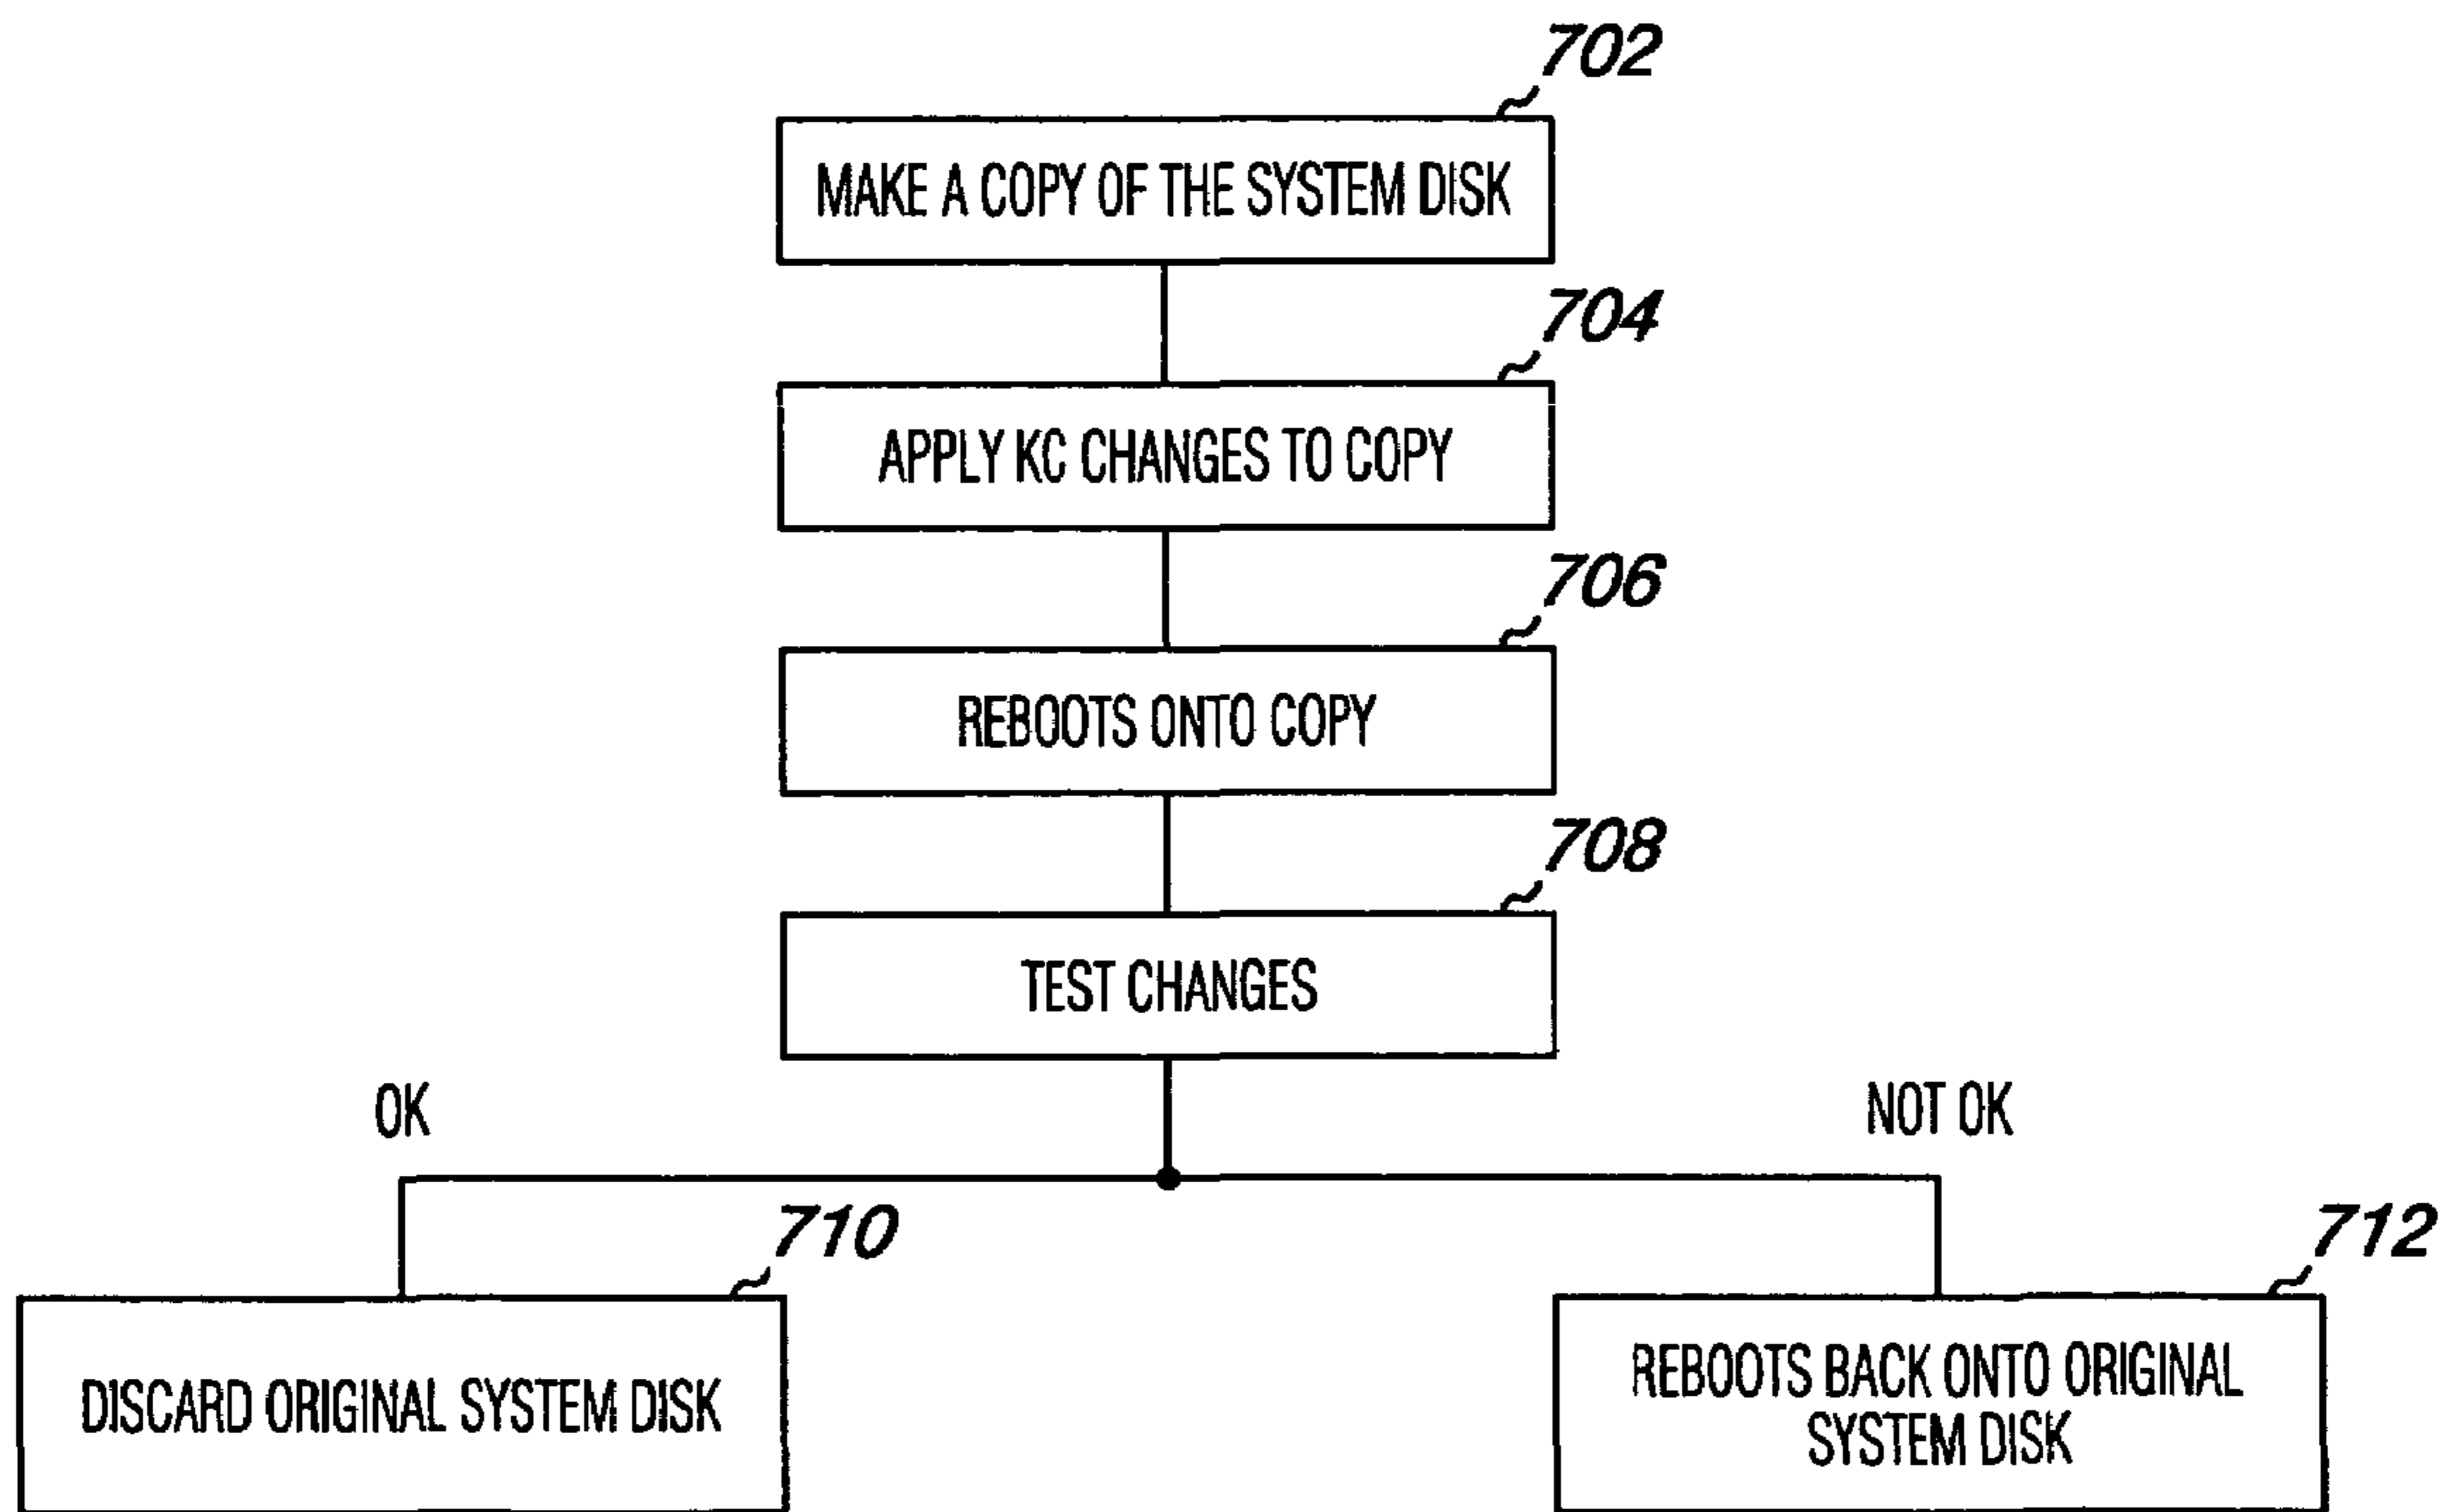 702
MAKE A COPY OF THE SYSTEM DISK
704
APPLY KC CHANGES TO COPY
706
REBOOTS ONTO COPY
708
TEST CHANGES
OK
NOT OK
710
DISCARD ORIGINAL SYSTEM DISK
712
REBOOTS BACK ONTO ORIGINAL
SYSTEM DISK